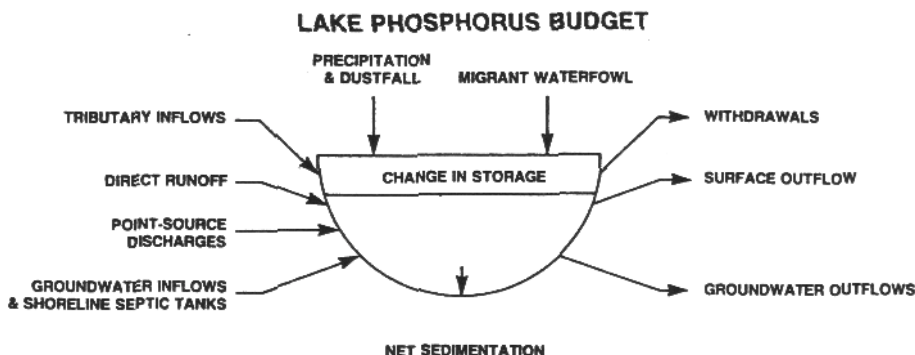 LAKE PHOSPHORUS BUDGET
PRECIPITATION
& DUSTFALL
MIGRANT WATERFOWL
TRIBUTARY INFLOWS
WITHDRAWALS
CHANGE IN STORAGE
DIRECT RUNOFF
SURFACE OUTFLOW
POINT-SOURCE
DISCHARGES
GROUNDWATER INFLOWS
& SHORELINE SEPTIC TANKS
GROUNDWATER OUTFLOWS
NET SEDIMENTATION